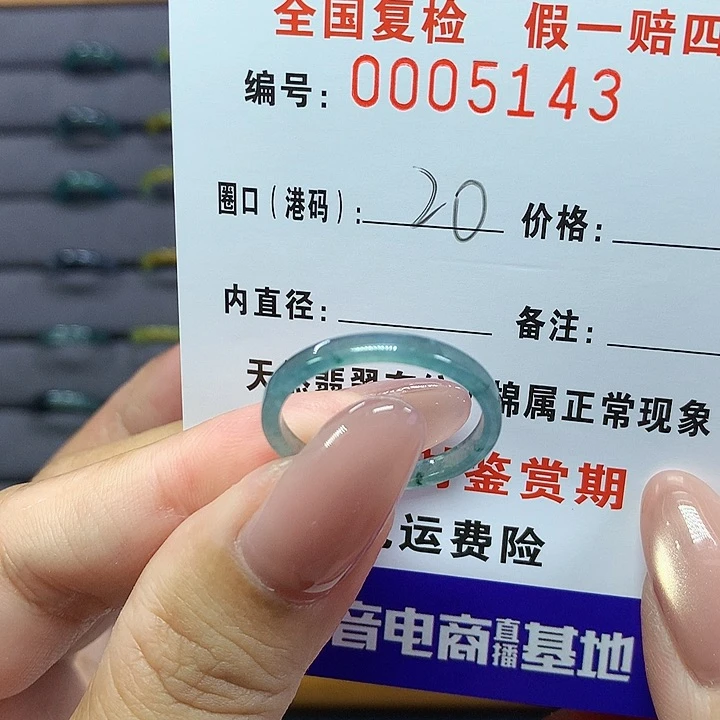 全国复检 假一赔四
编号: 0005143
圈口(港码): 20 价格:
内直径: 备注:
天然翡翠 棉属正常现象
鉴赏期
运费险
音电商直播基地